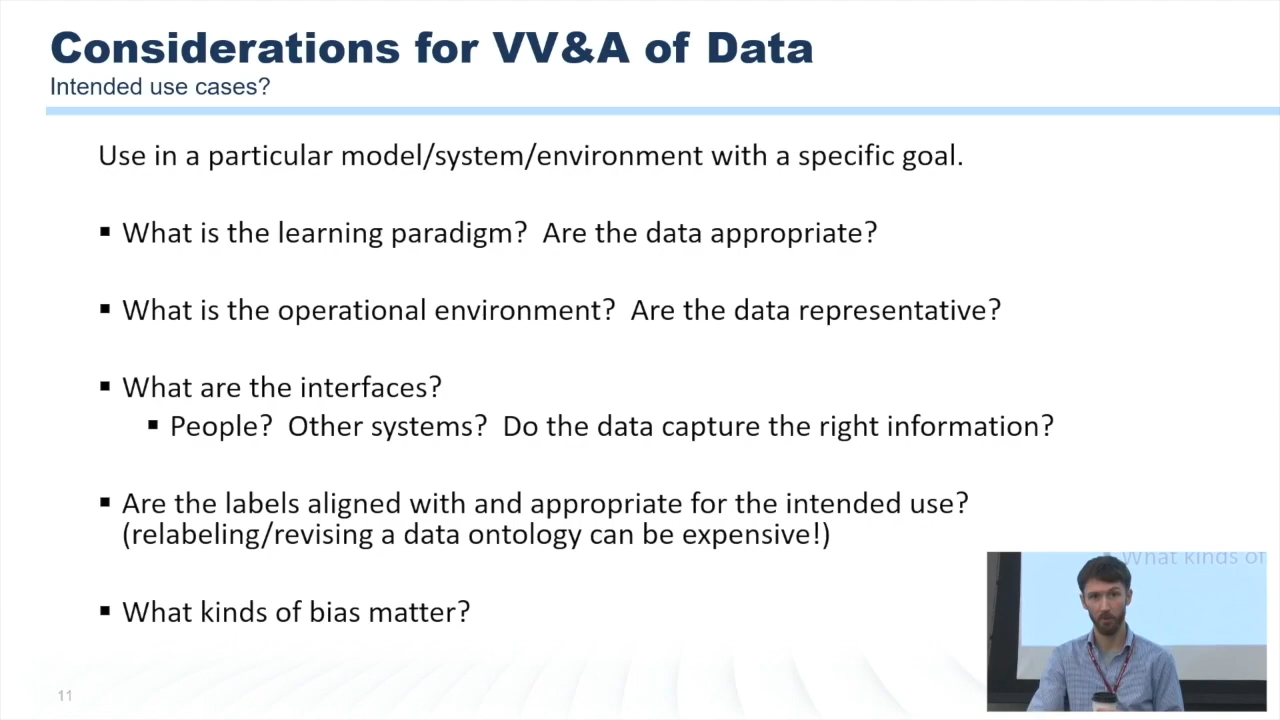 Considerations for VV&A of Data
Intended use cases?
Use in a particular model/system/environment with a specific goal.
▪ What is the learning paradigm?  Are the data appropriate?
▪ What is the operational environment?  Are the data representative?
▪ What are the interfaces?
▪ People?  Other systems?  Do the data capture the right information?
▪ Are the labels aligned with and appropriate for the intended use?
(relabeling/revising a data ontology can be expensive!)
▪ What kinds of bias matter?
What kinds of
11